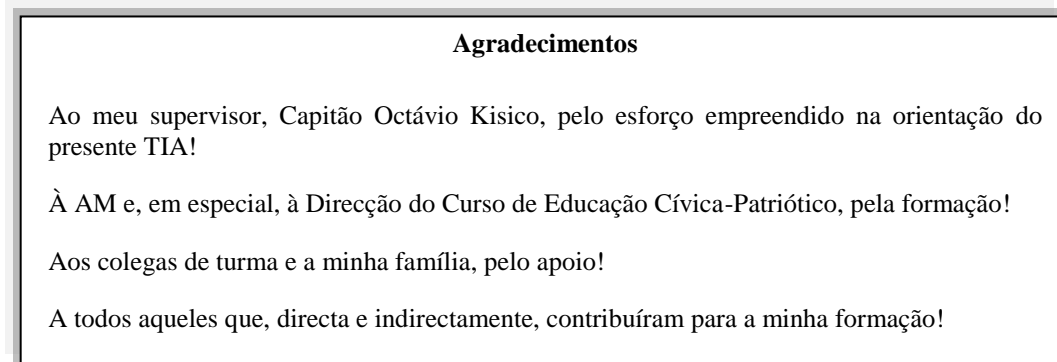 Agradecimentos
Ao meu supervisor, Capitão Octávio Kisico, pelo esforço empreendido na orientação do
presente TIA!
À AM e, em especial, à Direcção do Curso de Educação Cívica-Patriótico, pela formação!
Aos colegas de turma e a minha família, pelo apoio!
A todos aqueles que, directa e indirectamente, contribuíram para a minha formação!